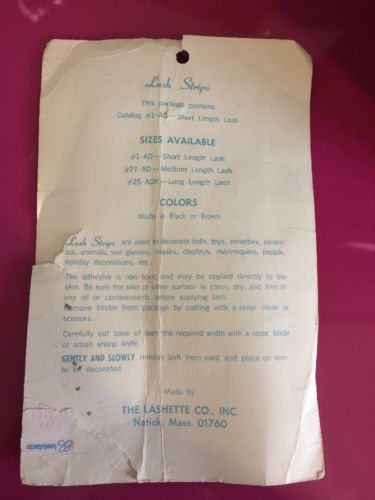 Lash Strips
This package contains
Catalog #1-AD—Short Length Lash
SIZES AVAILABLE
#1-AD—Short Length Lash
#21-AD—Medium Length Lash
#25-ADX—Long Length Lash
COLORS
Made in Black or Brown
Lash Strips are used to decorate dolls, toys, novelties, ceram-
ics, animals, sun glasses, masks, displays, mannequins, people,
holiday decorations, etc.
The adhesive is non-toxic and may be applied directly to the
skin. Be sure the skin or other surface is clean, dry, and free of
any oil or contaminants before applying lash.
Remove blister from package by cutting with a razor blade or
scissors.
Carefully cut base of lash the required width with a razor blade
or small sharp knife.
GENTLY AND SLOWLY remove lash from card and place on item
to be decorated.
Made by
THE LASHETTE CO., INC.
Natick, Mass. 01760